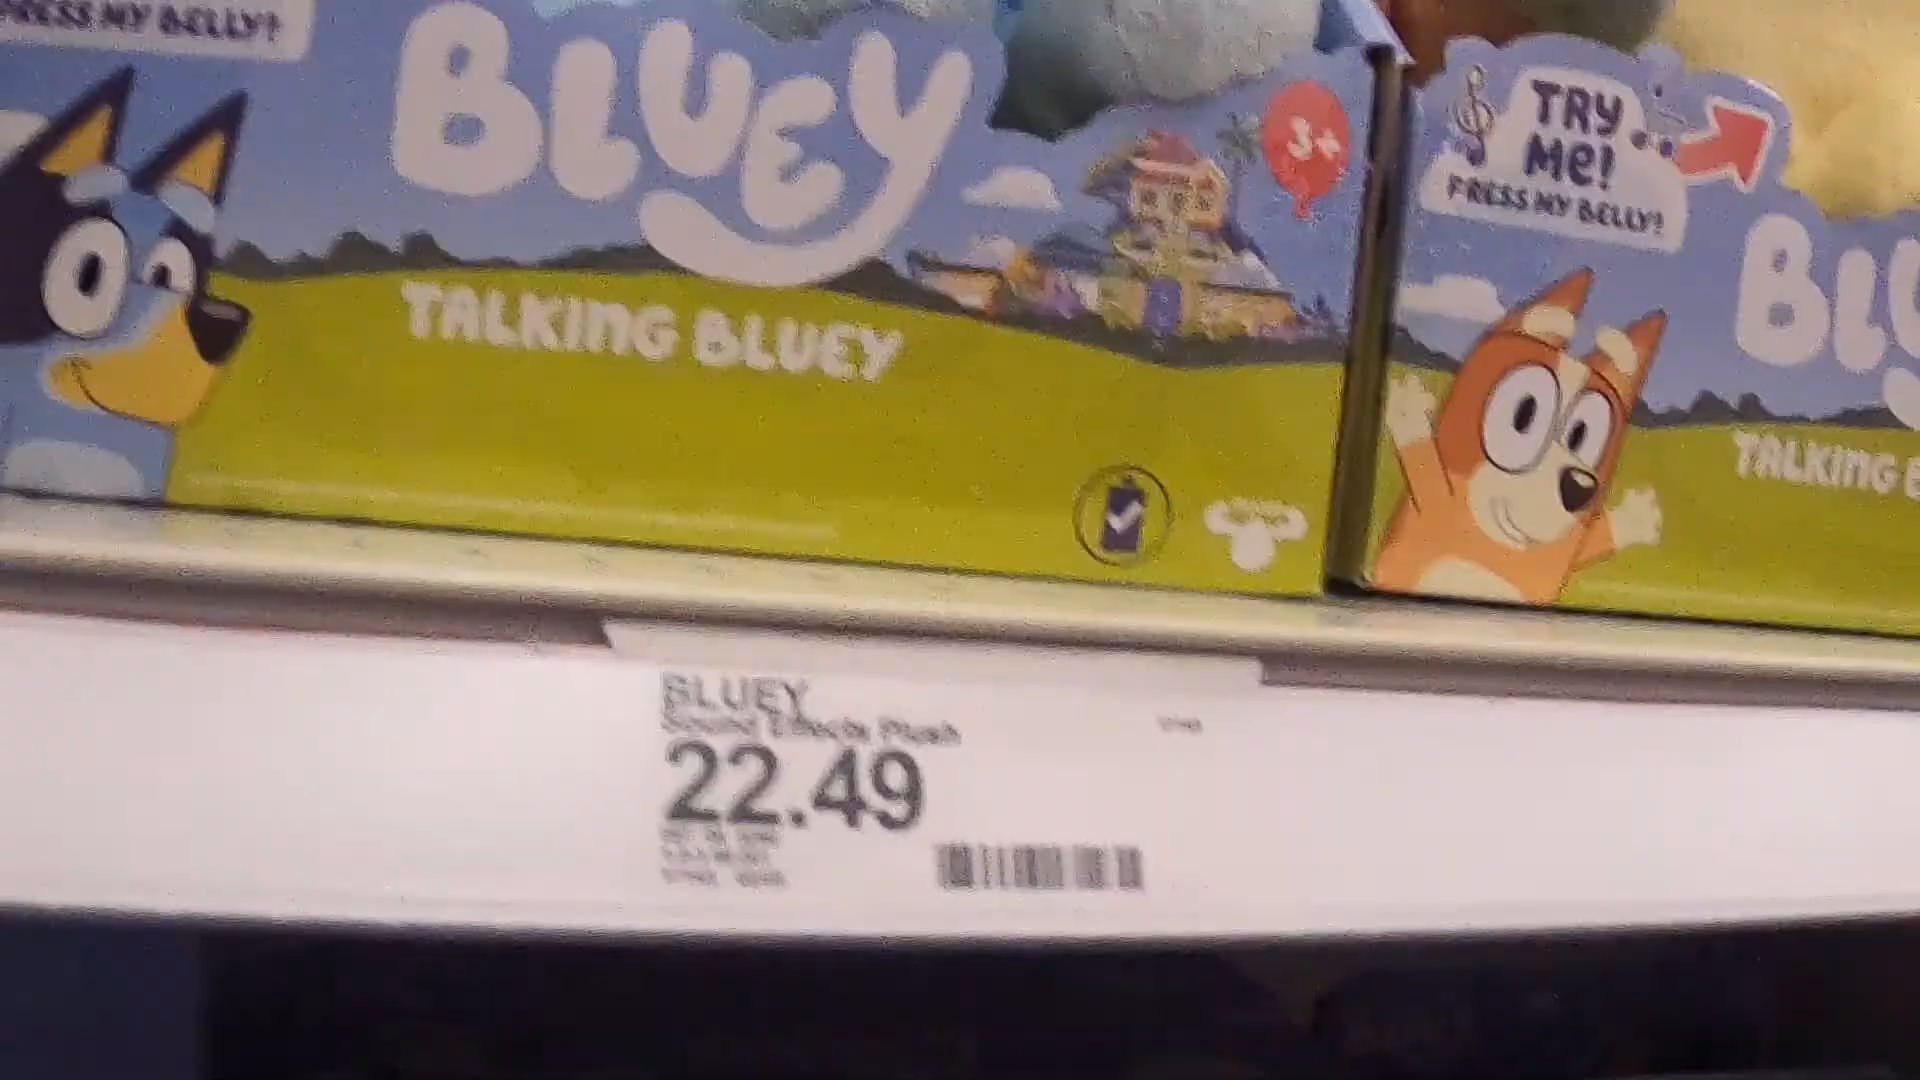 PRESS MY BELLY!
BLUEY
3+
TALKING BLUEY
TRY
ME!
PRESS MY BELLY!
BLU
TALKING B
BLUEY
Sound Effects Plush
22.49